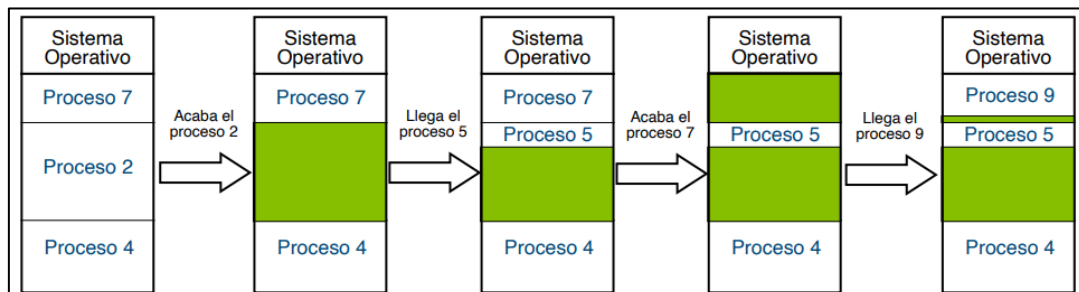 Sistema
Operativo
Proceso 7
Proceso 2
Proceso 4
Acaba el
proceso 2
Sistema
Operativo
Proceso 7
Proceso 4
Llega el
proceso 5
Sistema
Operativo
Proceso 7
Proceso 5
Proceso 4
Acaba el
proceso 7
Sistema
Operativo
Proceso 5
Proceso 4
Llega el
proceso 9
Sistema
Operativo
Proceso 9
Proceso 5
Proceso 4